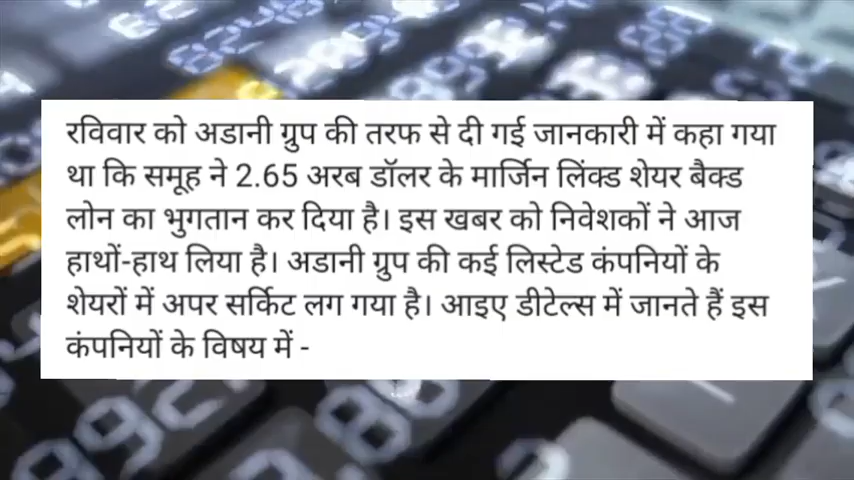 रविवार को अडानी ग्रुप की तरफ से दी गई जानकारी में कहा गया
था कि समूह ने 2.65 अरब डॉलर के मार्जिन लिंक्ड शेयर बैक्ड
लोन का भुगतान कर दिया है। इस खबर को निवेशकों ने आज
हाथों-हाथ लिया है। अडानी ग्रुप की कई लिस्टेड कंपनियों के
शेयरों में अपर सर्किट लग गया है। आइए डीटेल्स में जानते हैं इस
कंपनियों के विषय में -